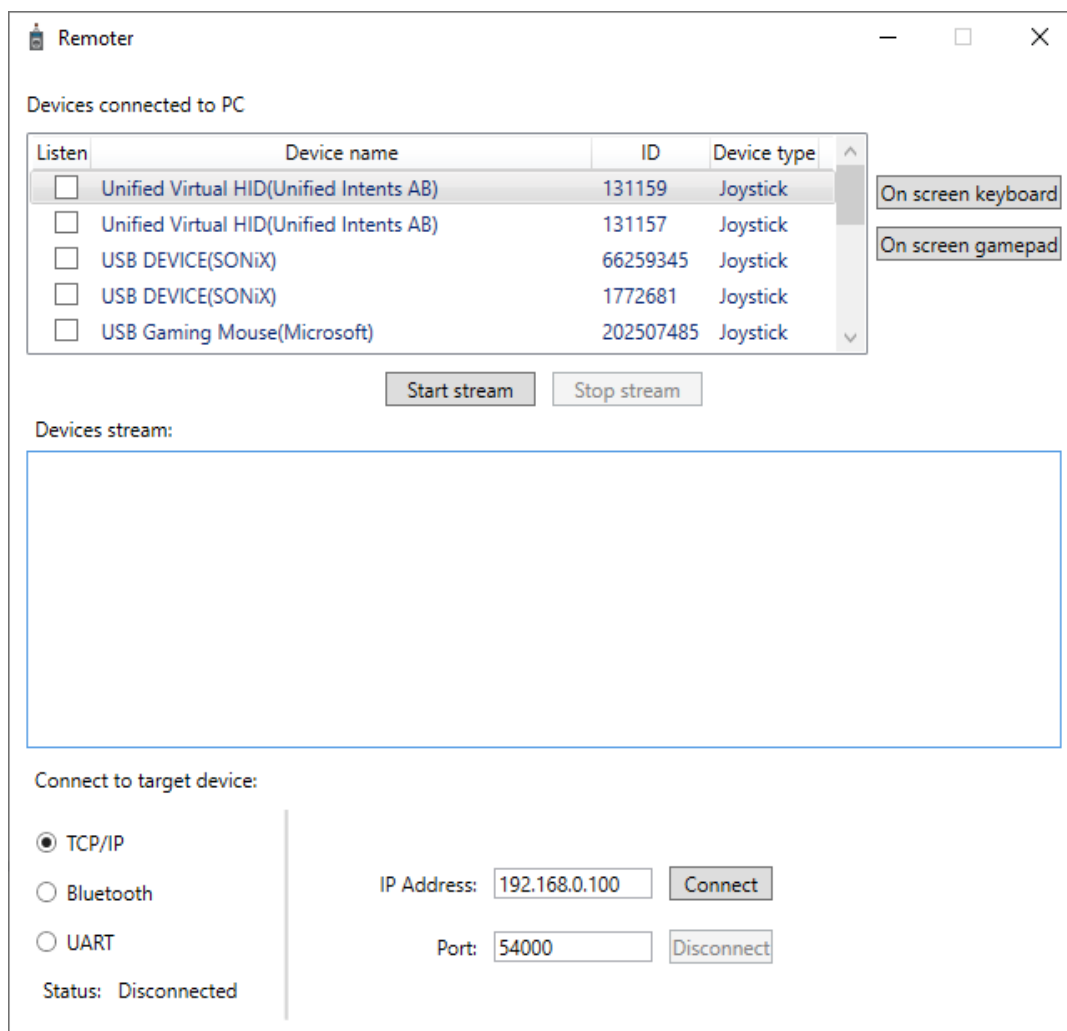 Remoter
Devices connected to PC
Listen Device name ID Device type
Unified Virtual HID(Unified Intents AB) 131159 Joystick
Unified Virtual HID(Unified Intents AB) 131157 Joystick
USB DEVICE(SONiX) 66259345 Joystick
USB DEVICE(SONiX) 1772681 Joystick
USB Gaming Mouse(Microsoft) 202507485 Joystick
On screen keyboard
On screen gamepad
Start stream Stop stream
Devices stream:
Connect to target device:
TCP/IP
Bluetooth
UART
Status: Disconnected
IP Address: 192.168.0.100 Connect
Port: 54000 Disconnect